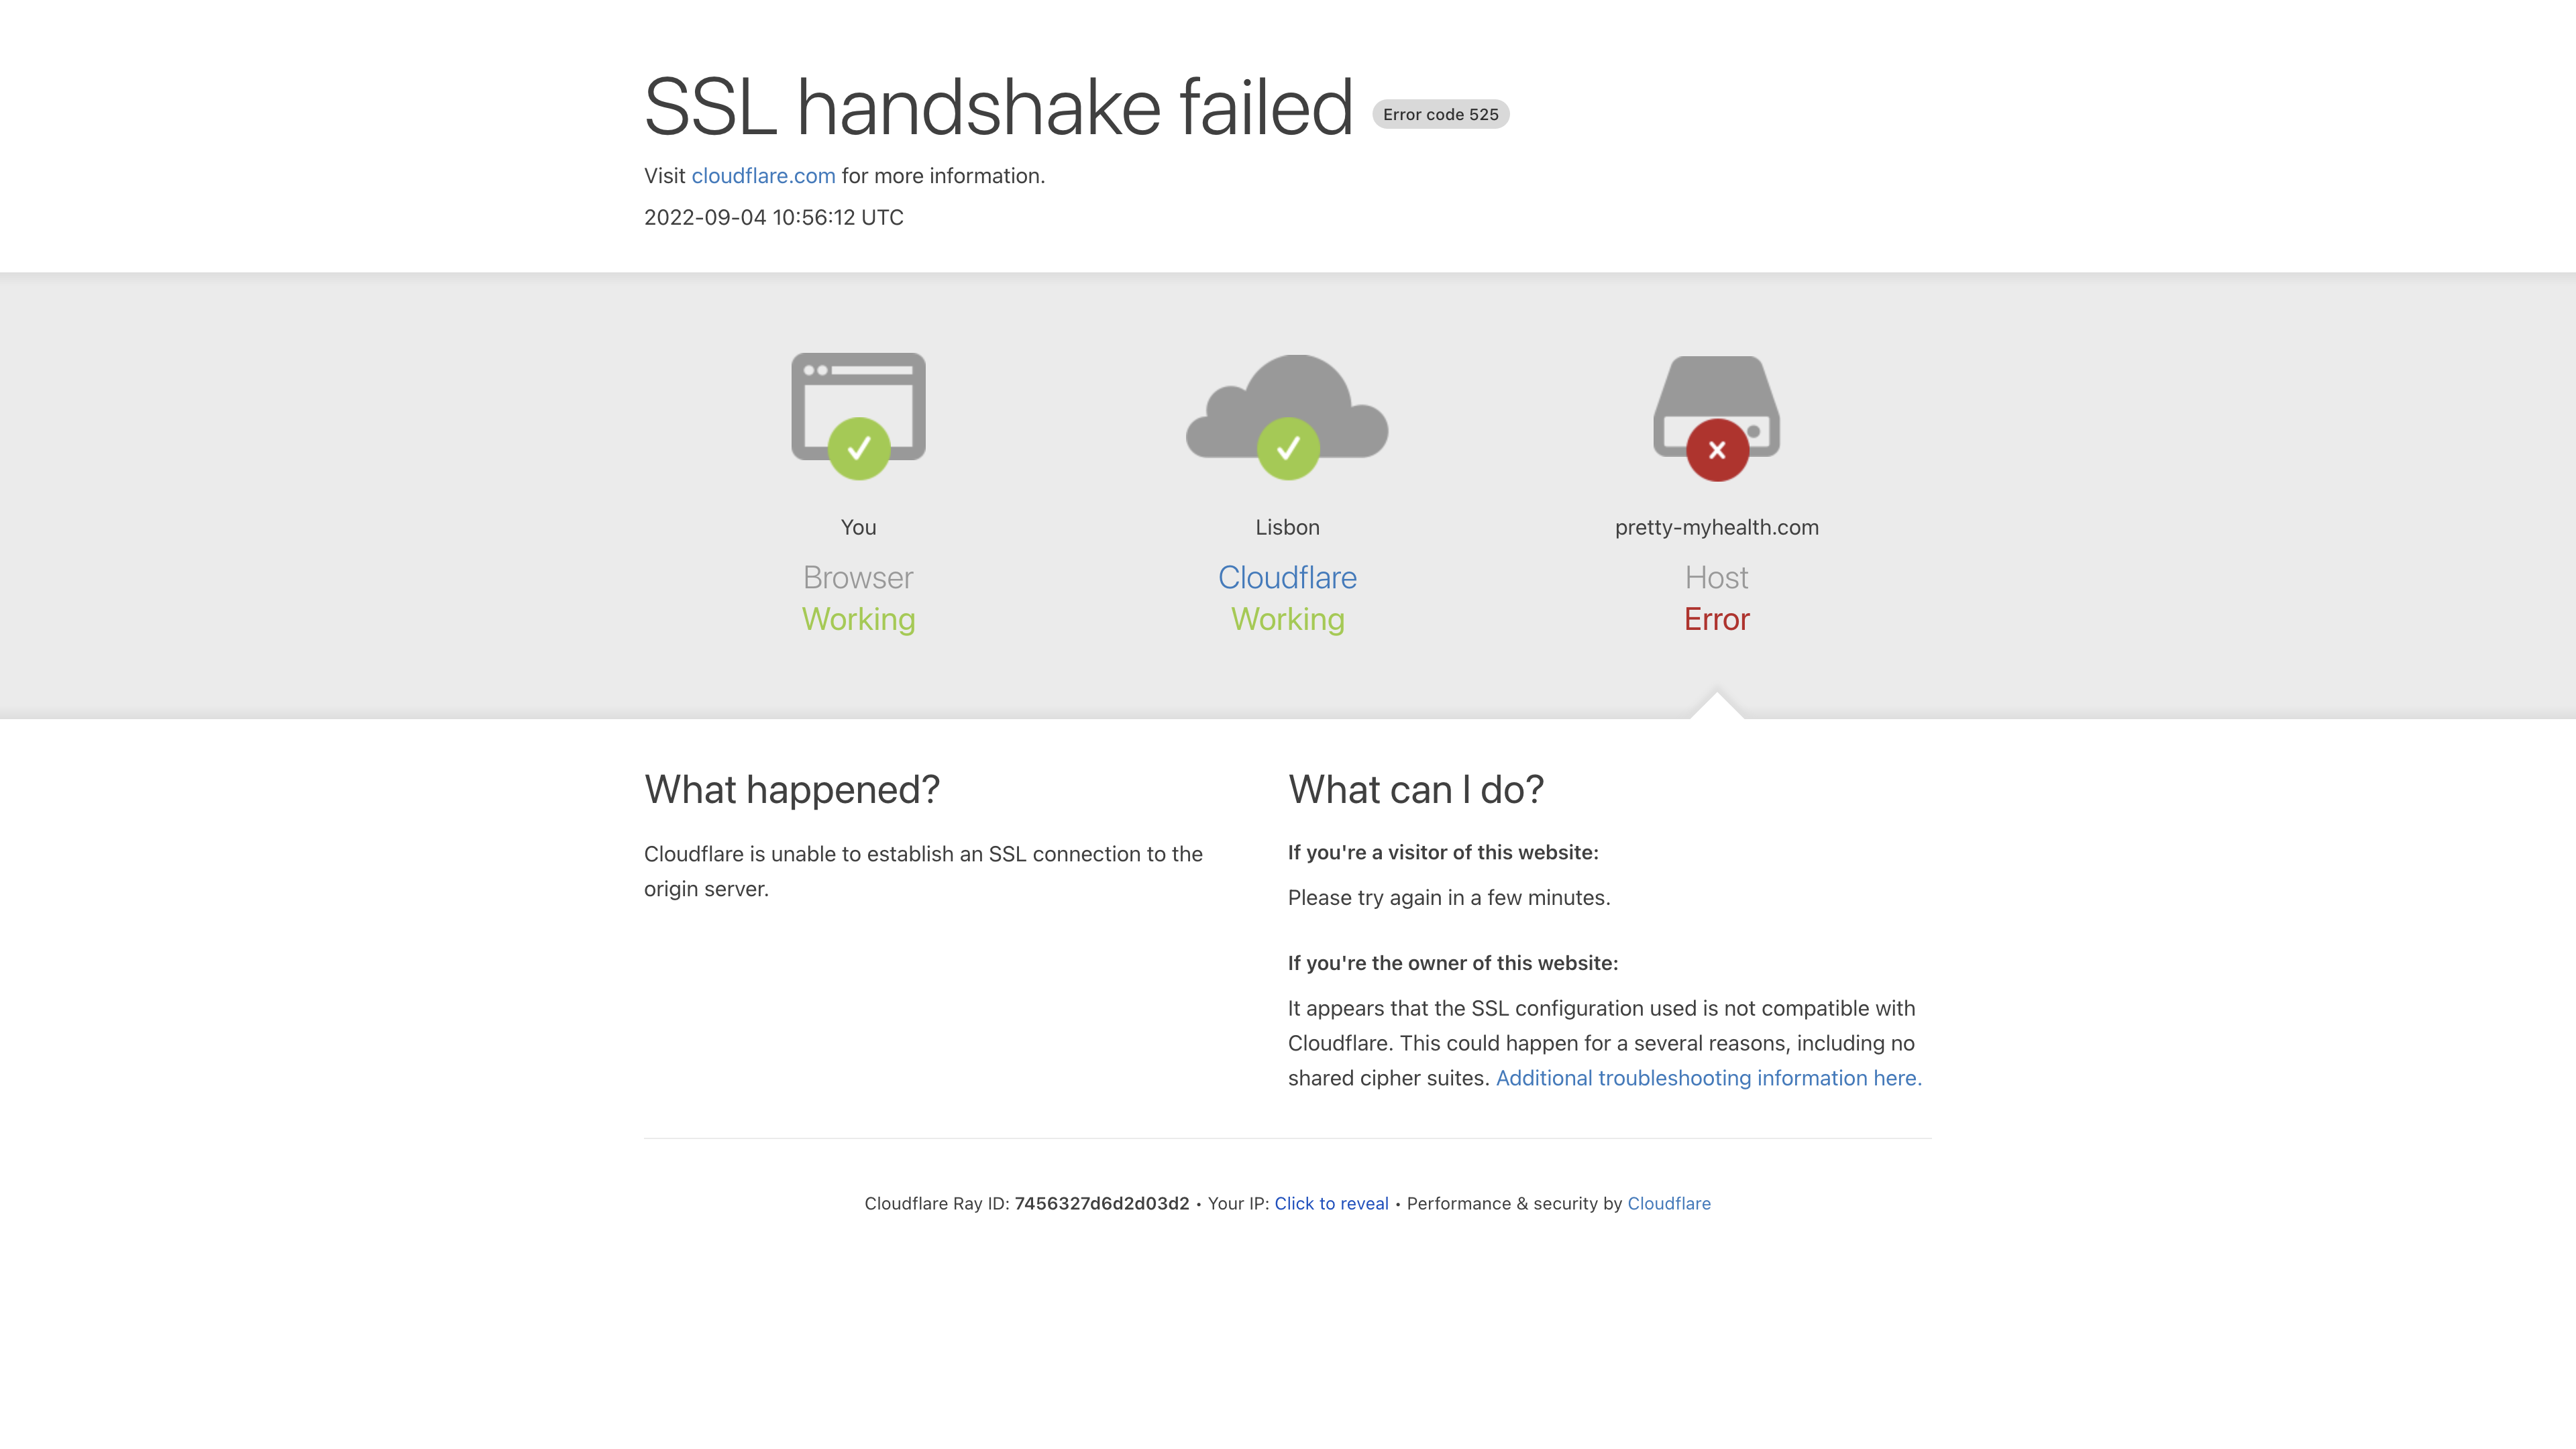 SSL handshake failed Error code 525
Visit cloudflare.com for more information.
2022-09-04 10:56:12 UTC
You
Browser
Working
Lisbon
Cloudflare
Working
pretty-myhealth.com
Host
Error
What happened?
Cloudflare is unable to establish an SSL connection to the
origin server.
What can I do?
If you're a visitor of this website:
Please try again in a few minutes.
If you're the owner of this website:
It appears that the SSL configuration used is not compatible with
Cloudflare. This could happen for a several reasons, including no
shared cipher suites. Additional troubleshooting information here.
Cloudflare Ray ID: 7456327d6d2d03d2 • Your IP: Click to reveal • Performance & security by Cloudflare